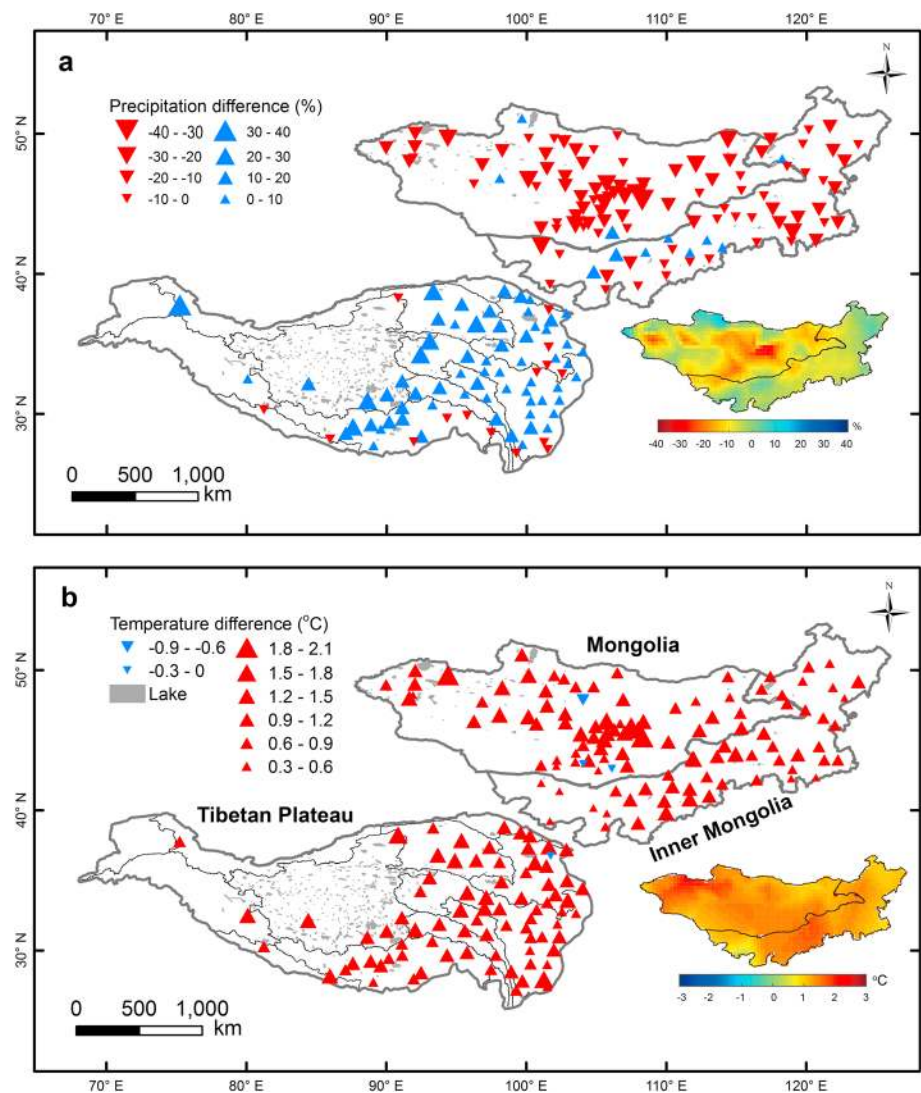 70° E 80° E 90° E 100° E 110° E 120° E
a
N
Precipitation difference (%)
-40 - -30 30 - 40
-30 - -20 20 - 30
-20 - -10 10 - 20
-10 - 0 0 - 10
50° N
40° N
30° N
-40 -30 -20 -10 0 10 20 30 40 %
0 500 1,000
km
b
N
Temperature difference (°C)
-0.9 - -0.6 1.8 - 2.1
-0.3 - 0 1.5 - 1.8
Lake 1.2 - 1.5
0.9 - 1.2
0.6 - 0.9
0.3 - 0.6
Mongolia
50° N
40° N
Tibetan Plateau
Inner Mongolia
30° N
-3 -2 -1 0 1 2 3 °C
0 500 1,000
km
70° E 80° E 90° E 100° E 110° E 120° E